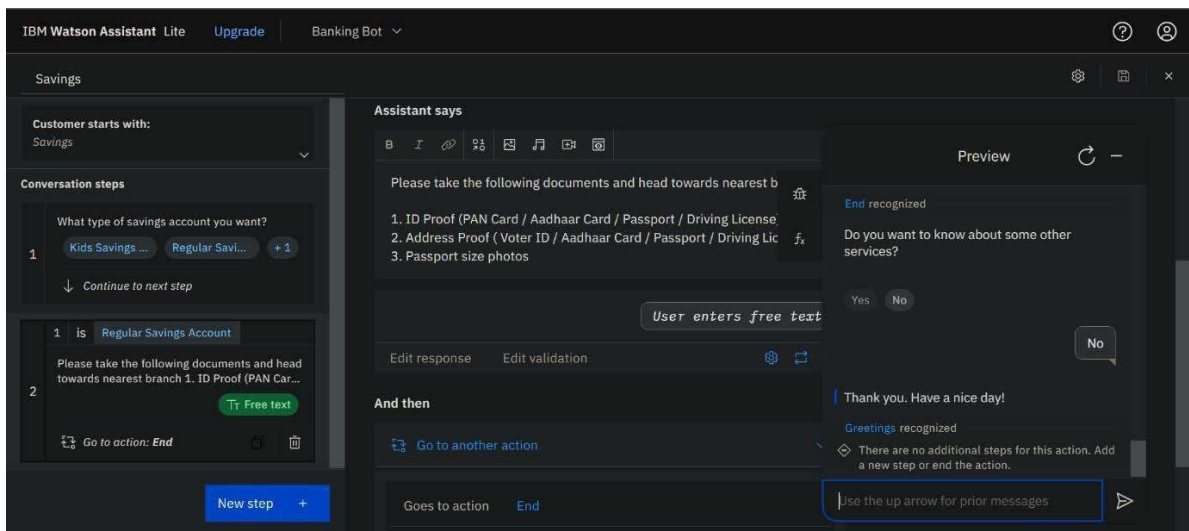 IBM Watson Assistant Lite Upgrade Banking Bot
Savings
Customer starts with:
Savings
Conversation steps
1
What type of savings account you want?
Kids Savings ... Regular Savi... + 1
Continue to next step
1 is Regular Savings Account
2
Please take the following documents and head
towards nearest branch 1. ID Proof (PAN Car...
Tт Free text
Go to action: End
New step +
Assistant says
B I
Please take the following documents and head towards nearest b
1. ID Proof (PAN Card / Aadhaar Card / Passport / Driving License)
2. Address Proof ( Voter ID / Aadhaar Card / Passport / Driving Lic
3. Passport size photos
User enters free text
Edit response Edit validation
And then
Go to another action
Goes to action End
Preview
fx
End recognized
Do you want to know about some other
services?
Yes No
No
Thank you. Have a nice day!
Greetings recognized
There are no additional steps for this action. Add
a new step or end the action.
Use the up arrow for prior messages